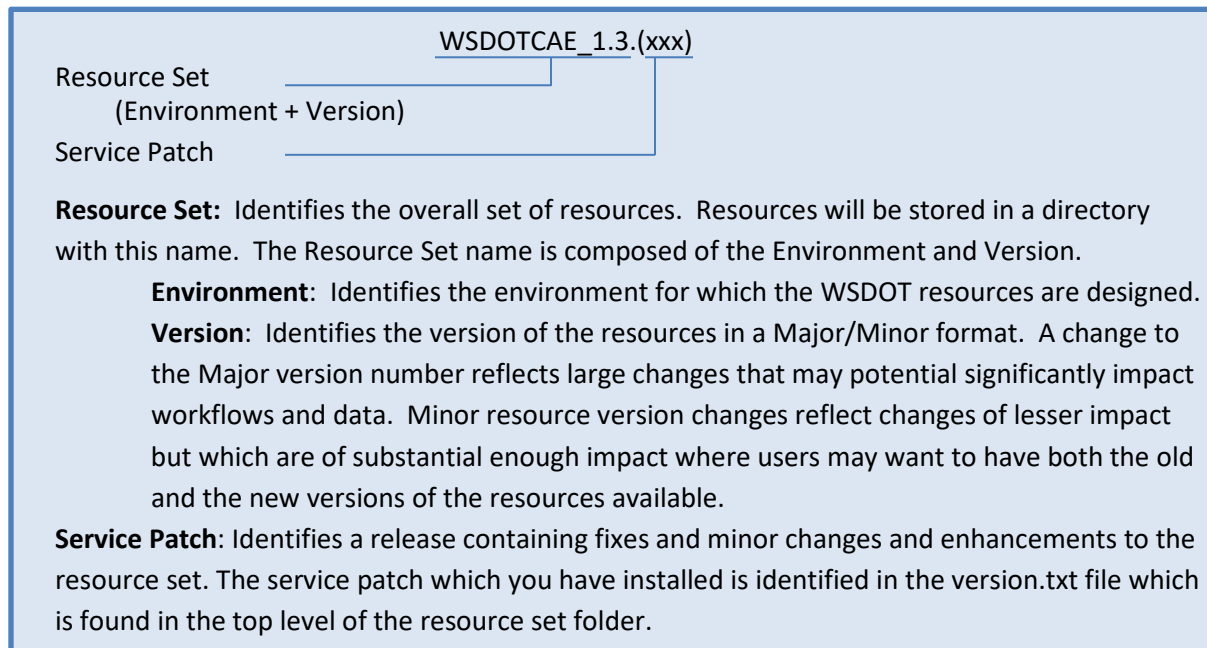 WSDOTCAE_1.3.(xxx)
Resource Set
(Environment + Version)
Service Patch
Resource Set: Identifies the overall set of resources. Resources will be stored in a directory
with this name. The Resource Set name is composed of the Environment and Version.
Environment: Identifies the environment for which the WSDOT resources are designed.
Version: Identifies the version of the resources in a Major/Minor format. A change to
the Major version number reflects large changes that may potential significantly impact
workflows and data. Minor resource version changes reflect changes of lesser impact
but which are of substantial enough impact where users may want to have both the old
and the new versions of the resources available.
Service Patch: Identifies a release containing fixes and minor changes and enhancements to the
resource set. The service patch which you have installed is identified in the version.txt file which
is found in the top level of the resource set folder.